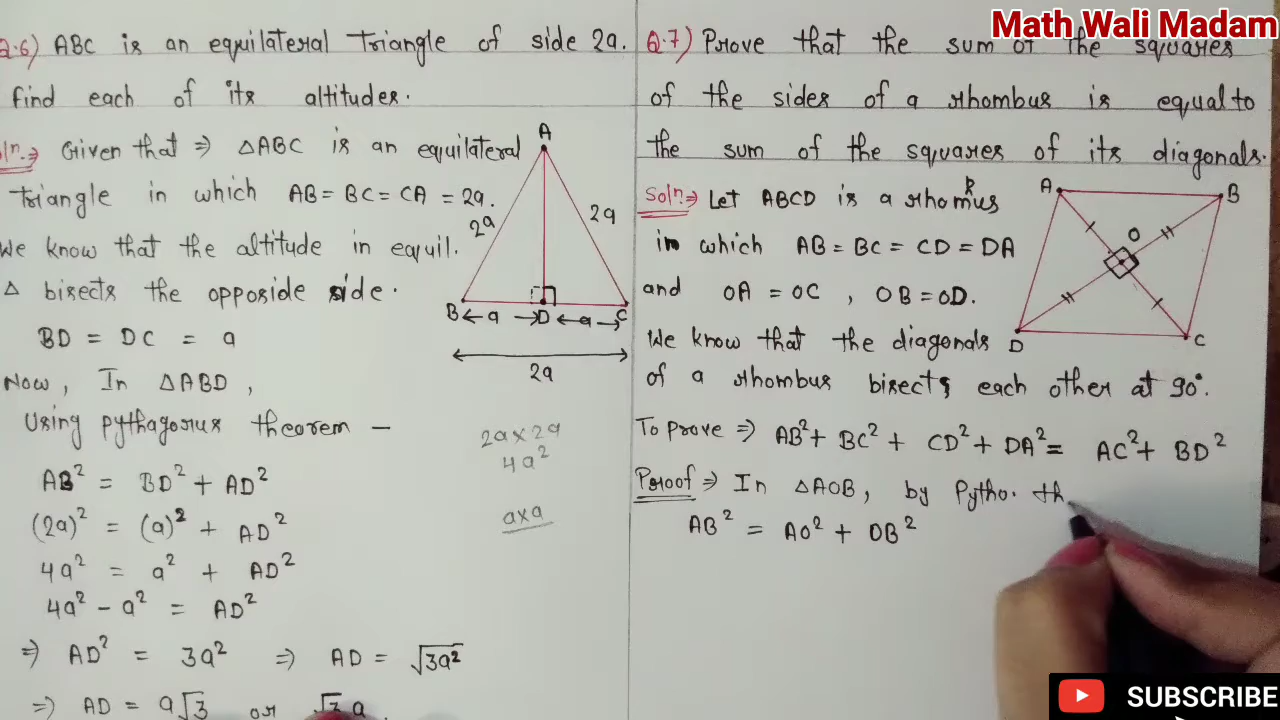 Math Wali Madam
Q.6) ABC is an equilateral Triangle of side 2a.
Find each of its altitudes.
Soln.⇒ Given that ⇒ △ABC is an equilateral
Triangle in which AB = BC = CA = 2a.
We know that the altitude in equil.
△ bisects the opposide side.
BD = DC = a
Now, In △ABD,
Using pythagorus theorem —
AB² = BD² + AD²
(2a)² = (a)² + AD²
4a² = a² + AD²
4a² - a² = AD²
⇒ AD² = 3a² ⇒ AD = √3a²
⇒ AD = a√3 or √3 a.
A
2a
2a
B ← a → D ← a → C
2a
2a×2a
4a²
a×a
Q.7) Prove that the sum of the squares
of the sides of a rhombus is equal to
the sum of the squares of its diagonals.
Soln.⇒ Let ABCD is a rhombus
in which AB = BC = CD = DA
and OA = OC , OB = OD.
We know that the diagonals
of a rhombus bisects each other at 90°.
To prove ⇒ AB² + BC² + CD² + DA² = AC² + BD²
Proof ⇒ In △AOB, by Pytho. th
AB² = AO² + OB²
A
B
O
D
C
SUBSCRIBE